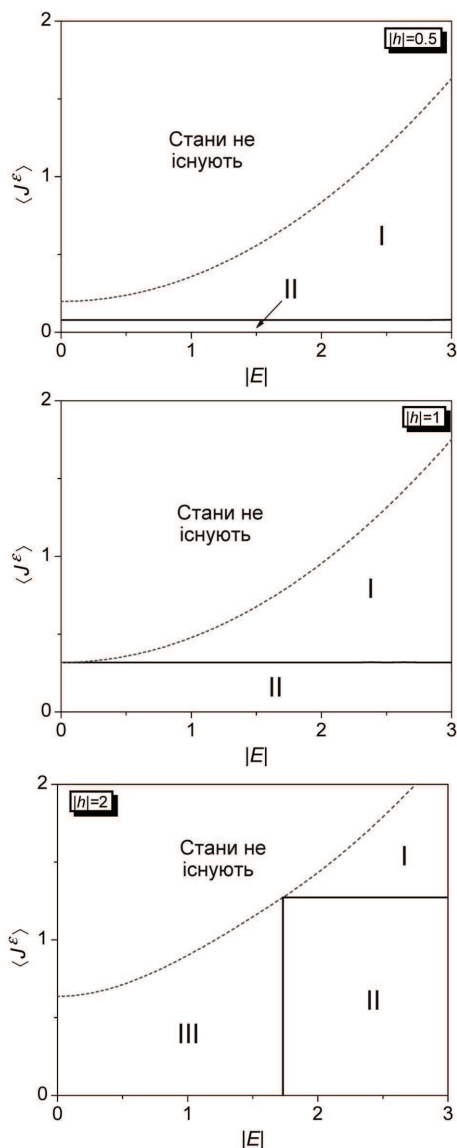 |h|=0.5
2
Стани не
існують
⟨J^ε⟩
1
I
II
0
0
1
2
3
|E|
|h|=1
2
Стани не
існують
⟨J^ε⟩
1
I
II
0
0
1
2
3
|E|
|h|=2
2
Стани не
існують
I
⟨J^ε⟩
1
II
III
0
0
1
2
3
|E|